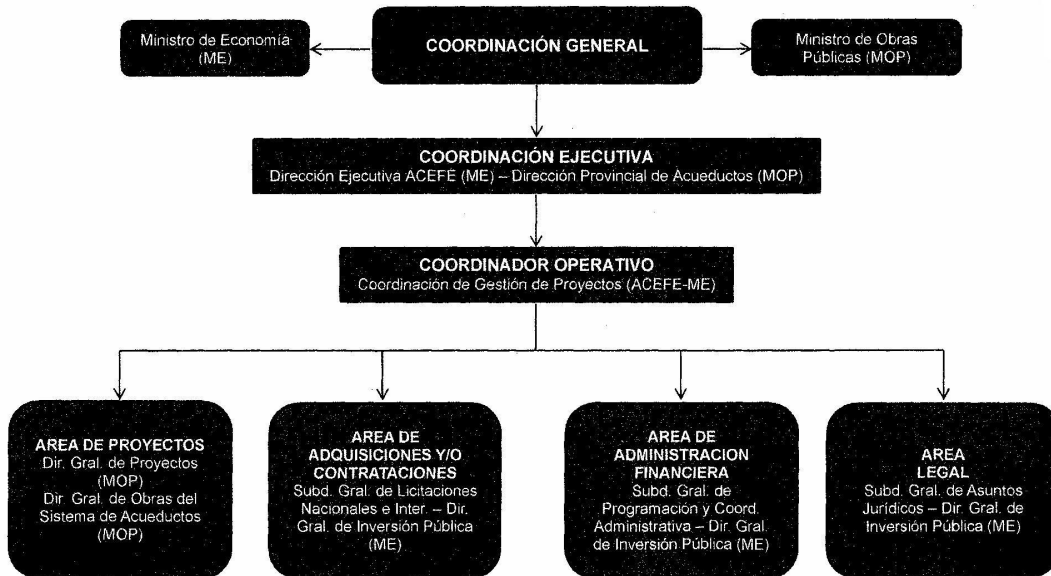 Ministro de Economía
(ME)
COORDINACIÓN GENERAL
Ministro de Obras
Públicas (MOP)
COORDINACIÓN EJECUTIVA
Dirección Ejecutiva ACEFE (ME) – Dirección Provincial de Acueductos (MOP)
COORDINADOR OPERATIVO
Coordinación de Gestión de Proyectos (ACEFE-ME)
AREA DE PROYECTOS
Dir. Gral. de Proyectos
(MOP)
Dir. Gral. de Obras del
Sistema de Acueductos
(MOP)
AREA DE
ADQUISICIONES Y/O
CONTRATACIONES
Subd. Gral. de Licitaciones
Nacionales e Inter. – Dir.
Gral. de Inversión Pública
(ME)
AREA DE
ADMINISTRACION
FINANCIERA
Subd. Gral. de
Programación y Coord.
Administrativa – Dir. Gral.
de Inversión Pública (ME)
AREA
LEGAL
Subd. Gral. de Asuntos
Jurídicos – Dir. Gral. de
Inversión Pública (ME)